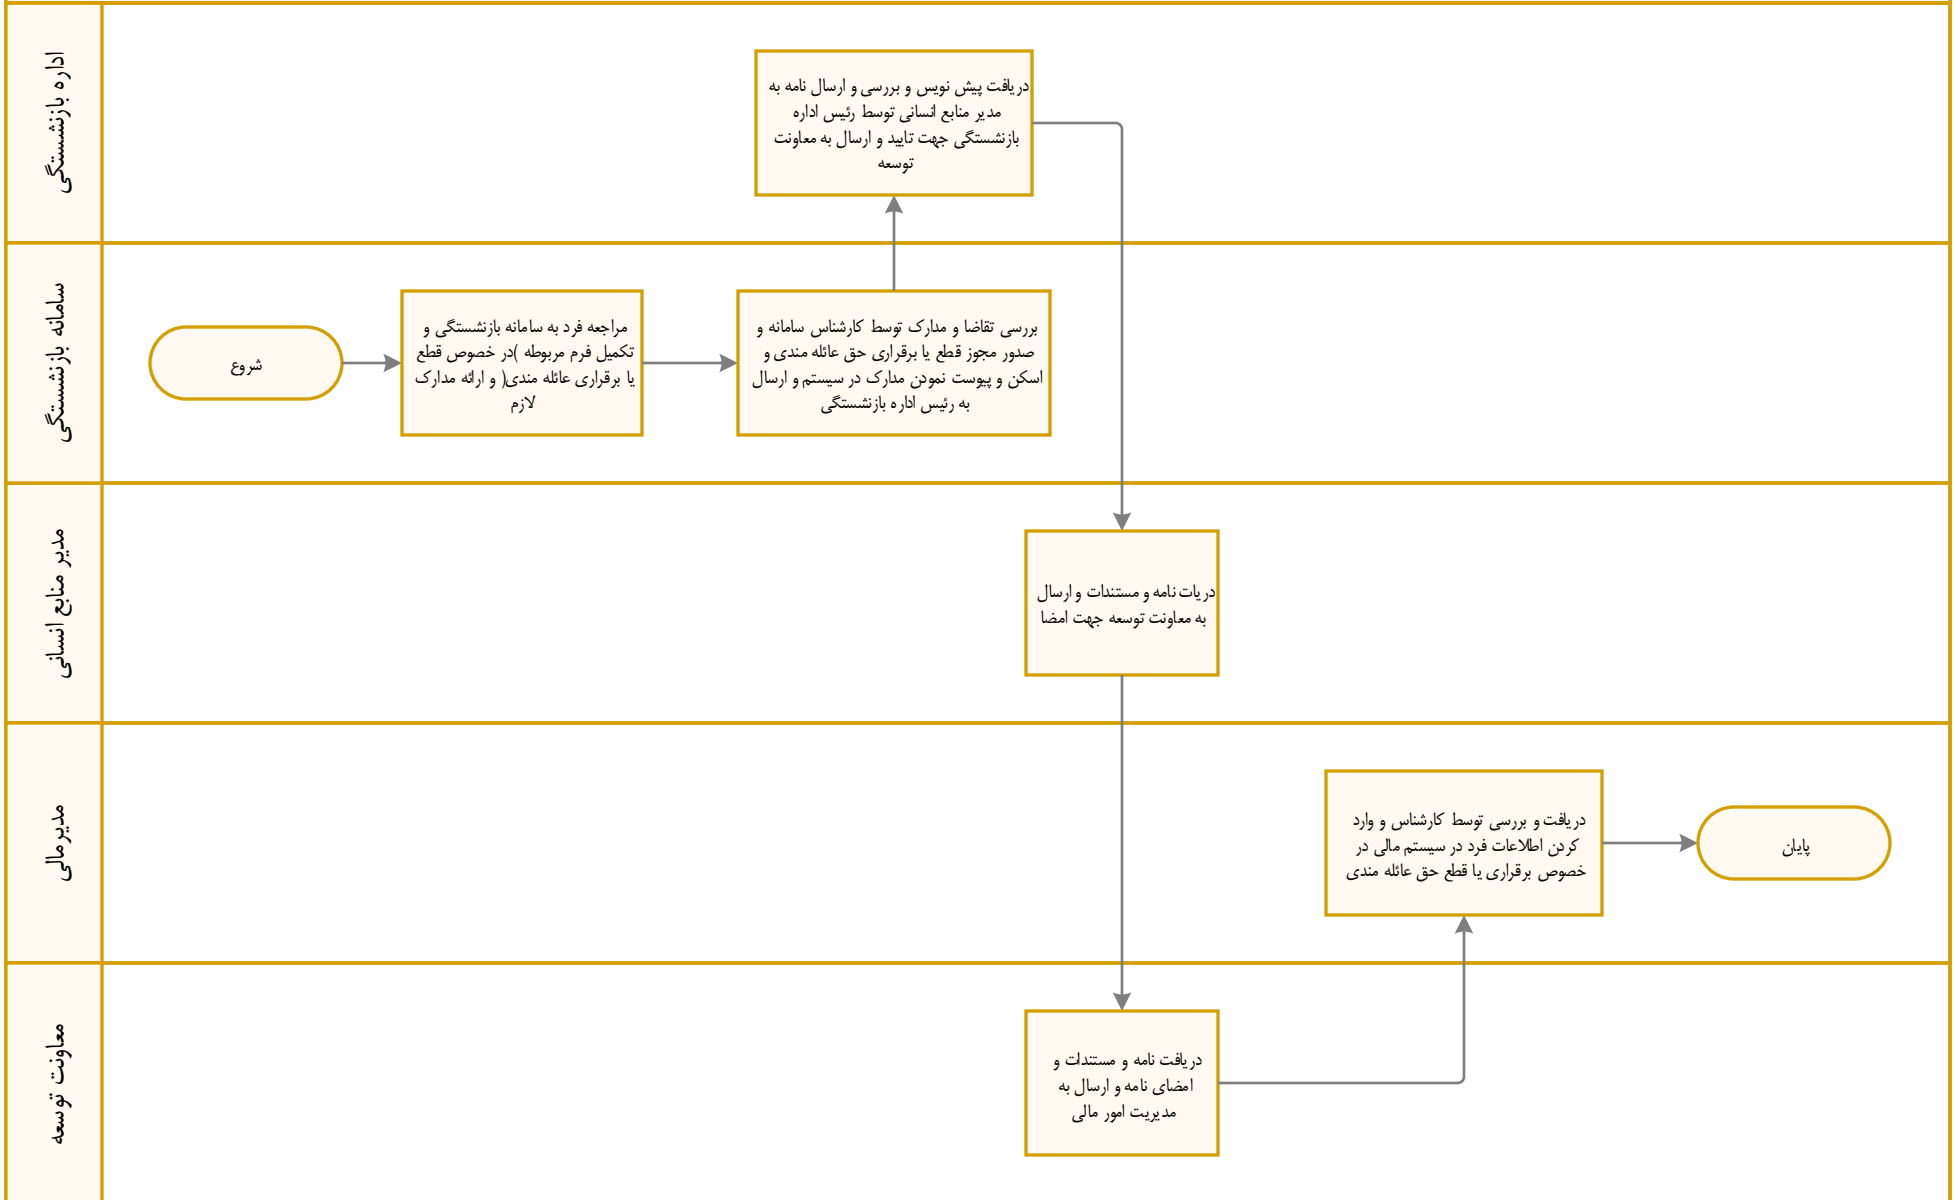 اداره بازنشستگی
دریافت پیش نویس و بررسی و ارسال نامه به
مدیر منابع انسانی توسط رئیس اداره
بازنشستگی جهت تایید و ارسال به معاونت
توسعه
سامانه بازنشستگی
شروع
مراجعه فرد به سامانه بازنشستگی و
تکمیل فرم مربوطه )در خصوص قطع
یا برقراری عائله مندی( و ارائه مدارک
لازم
بررسی تقاضا و مدارک توسط کارشناس سامانه و
صدور مجوز قطع یا برقراری حق عائله مندی و
اسکن و پیوست نمودن مدارک در سیستم و ارسال
به رئیس اداره بازنشستگی
مدیر منابع انسانی
دریات نامه و مستندات و ارسال
به معاونت توسعه جهت امضا
مدیرمالی
دریافت و بررسی توسط کارشناس و وارد
کردن اطلاعات فرد در سیستم مالی در
خصوص برقراری یا قطع حق عائله مندی
پایان
معاونت توسعه
دریافت نامه و مستندات و
امضای نامه و ارسال به
مدیریت امور مالی